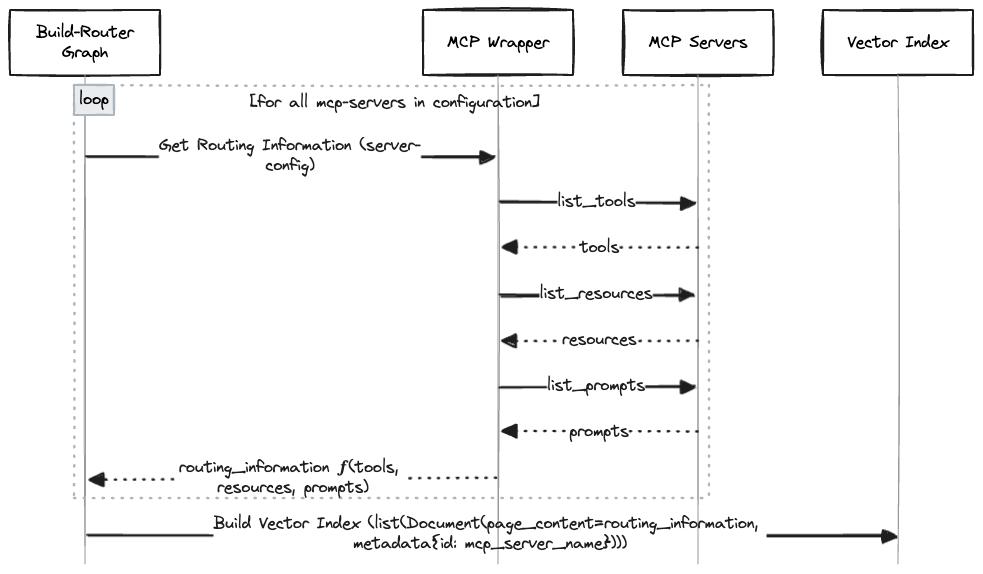 Build-Router
Graph
MCP Wrapper
MCP Servers
Vector Index
loop
[for all mcp-servers in configuration]
Get Routing Information (server-
config)
list_tools
tools
list_resources
resources
list_prompts
prompts
routing_information ƒ(tools,
resources, prompts)
Build Vector Index (list(Document(page_content=routing_information,
metadata{id: mcp_server_name})))